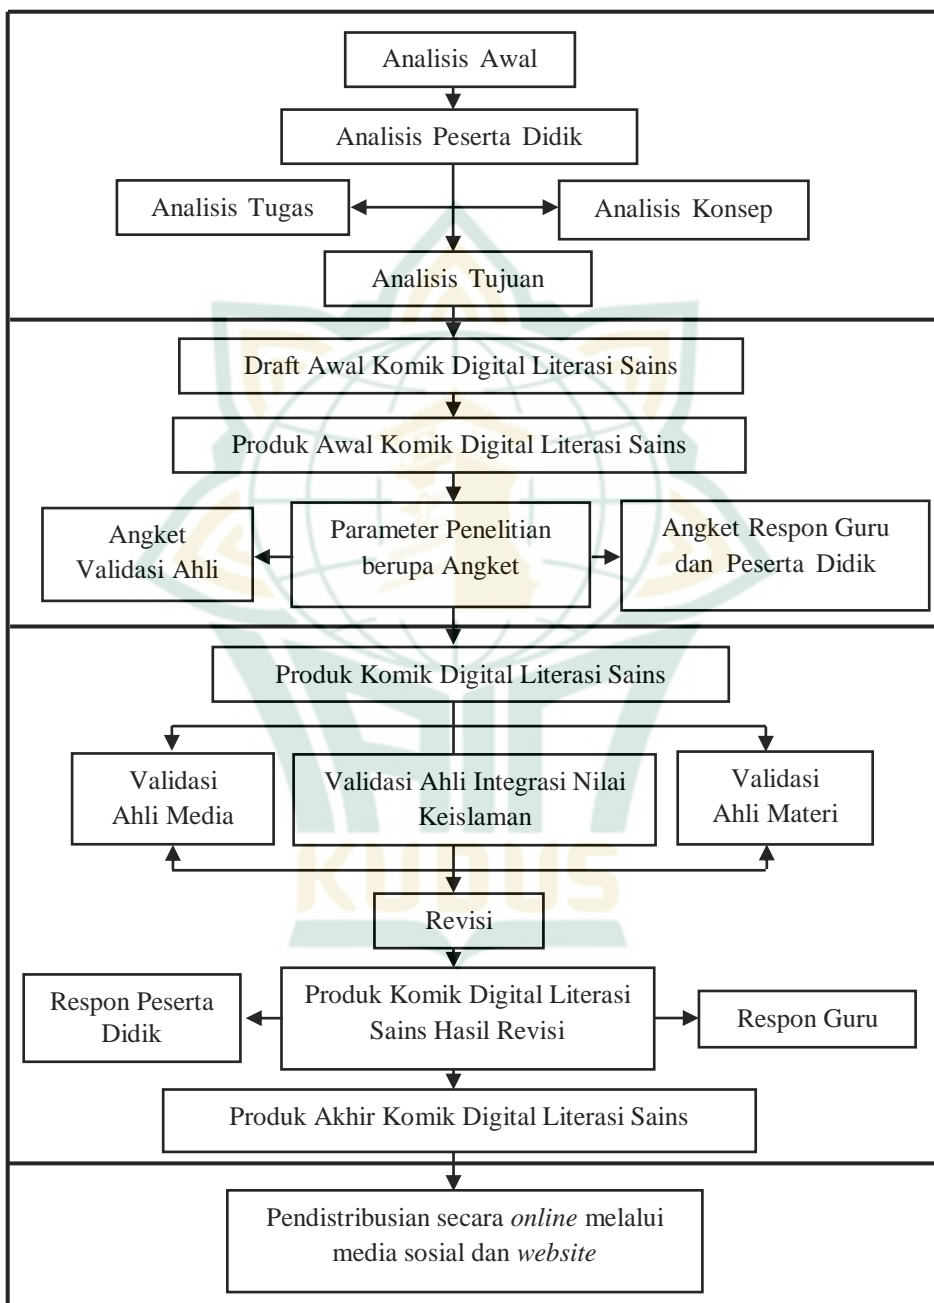 Analisis Awal
Analisis Peserta Didik
Analisis Tugas
Analisis Konsep
Analisis Tujuan
Draft Awal Komik Digital Literasi Sains
Produk Awal Komik Digital Literasi Sains
Angket
Validasi Ahli
Parameter Penelitian
berupa Angket
Angket Respon Guru
dan Peserta Didik
Produk Komik Digital Literasi Sains
Validasi
Ahli Media
Validasi Ahli Integrasi Nilai
Keislaman
Validasi
Ahli Materi
KUDUS
Revisi
Respon Peserta
Didik
Produk Komik Digital Literasi
Sains Hasil Revisi
Respon Guru
Produk Akhir Komik Digital Literasi Sains
Pendistribusian secara online melalui
media sosial dan website